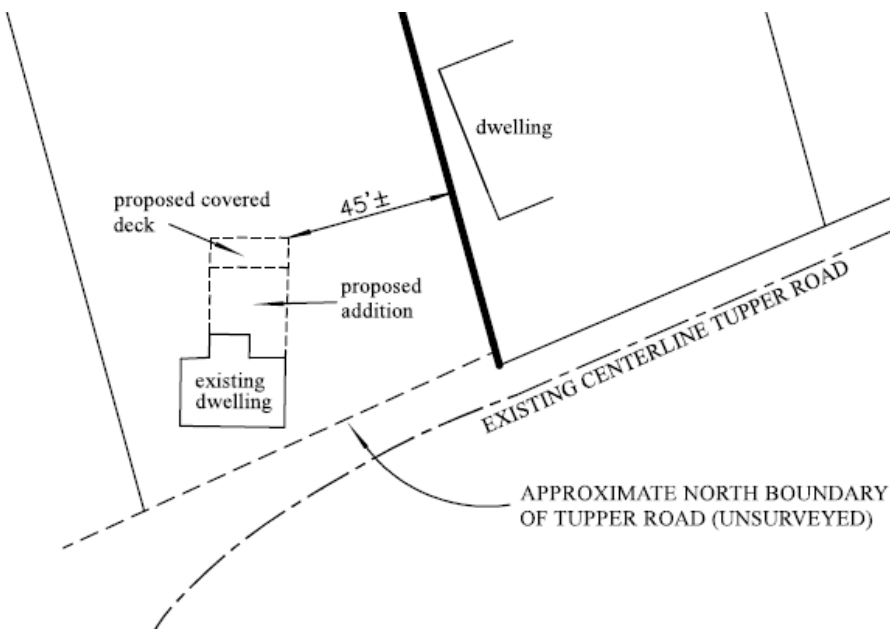 dwelling
proposed covered
deck
45'±
proposed
addition
existing
dwelling
EXISTING CENTERLINE TUPPER ROAD
APPROXIMATE NORTH BOUNDARY
OF TUPPER ROAD (UNSURVEYED)